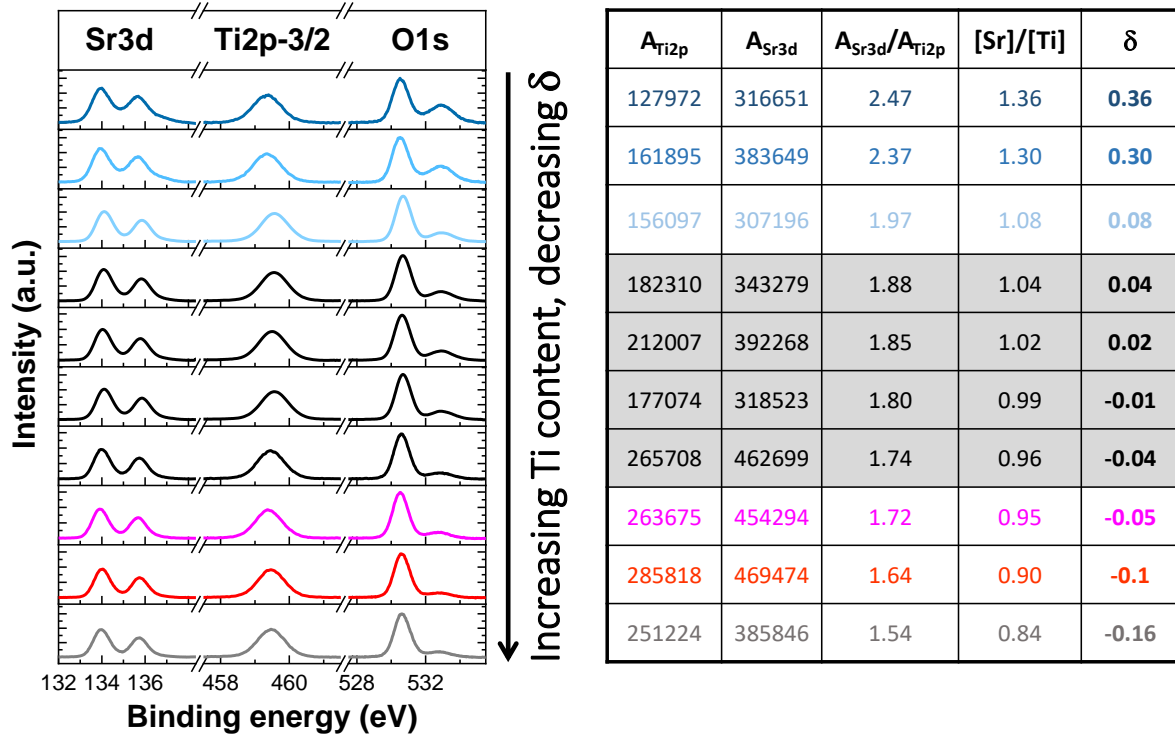 Sr3d Ti2p-3/2 O1s
Intensity (a.u.)
132 134 136 458 460 528 532
Binding energy (eV)
Increasing Ti content, decreasing δ
A_Ti2p A_Sr3d A_Sr3d/A_Ti2p [Sr]/[Ti] δ
127972 316651 2.47 1.36 0.36
161895 383649 2.37 1.30 0.30
156097 307196 1.97 1.08 0.08
182310 343279 1.88 1.04 0.04
212007 392268 1.85 1.02 0.02
177074 318523 1.80 0.99 -0.01
265708 462699 1.74 0.96 -0.04
263675 454294 1.72 0.95 -0.05
285818 469474 1.64 0.90 -0.1
251224 385846 1.54 0.84 -0.16